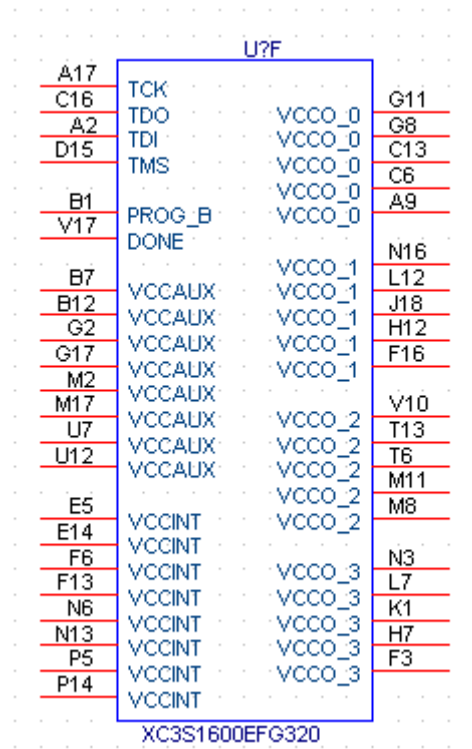 U?F
A17 TCK
C16 TDO VCCO_0 G11
A2 TDI VCCO_0 G8
D15 TMS VCCO_0 C13
VCCO_0 C6
B1 PROG_B VCCO_0 A9
V17 DONE
VCCO_1 N16
B7 VCCAUX VCCO_1 L12
B12 VCCAUX VCCO_1 J18
G2 VCCAUX VCCO_1 H12
G17 VCCAUX VCCO_1 F16
M2 VCCAUX
M17 VCCAUX VCCO_2 V10
U7 VCCAUX VCCO_2 T13
U12 VCCAUX VCCO_2 T6
VCCO_2 M11
E5 VCCINT VCCO_2 M8
E14 VCCINT
F6 VCCINT VCCO_3 N3
F13 VCCINT VCCO_3 L7
N6 VCCINT VCCO_3 K1
N13 VCCINT VCCO_3 H7
P5 VCCINT VCCO_3 F3
P14 VCCINT
XC3S1600EFG320